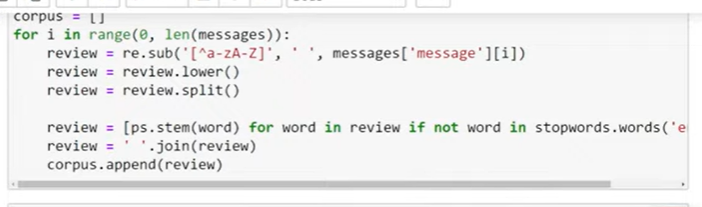 corpus = []
for i in range(0, len(messages)):
    review = re.sub('[^a-zA-Z]', ' ', messages['message'][i])
    review = review.lower()
    review = review.split()
    review = [ps.stem(word) for word in review if not word in stopwords.words('e
    review = ' '.join(review)
    corpus.append(review)